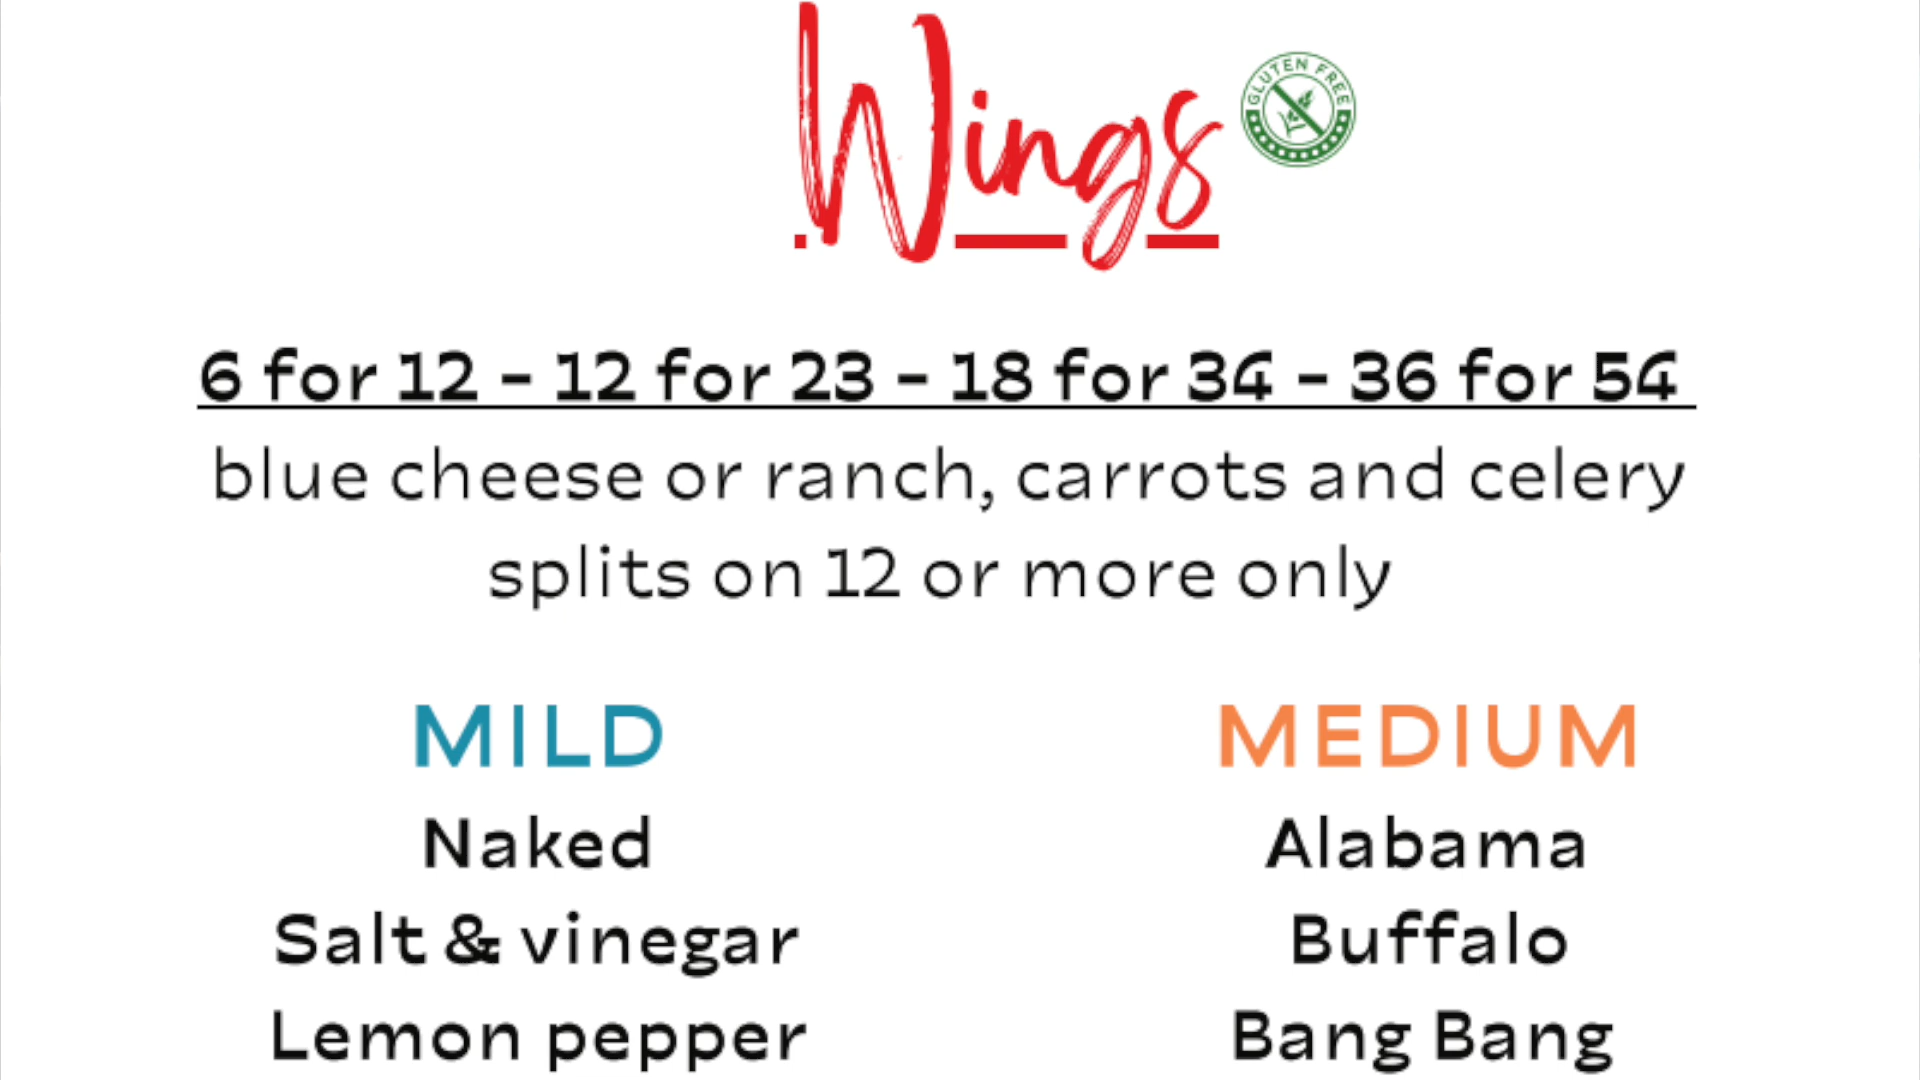 Wings
GLUTEN FREE
6 for 12 - 12 for 23 - 18 for 34 - 36 for 54
blue cheese or ranch, carrots and celery
splits on 12 or more only
MILD
MEDIUM
Naked
Alabama
Salt & vinegar
Buffalo
Lemon pepper
Bang Bang